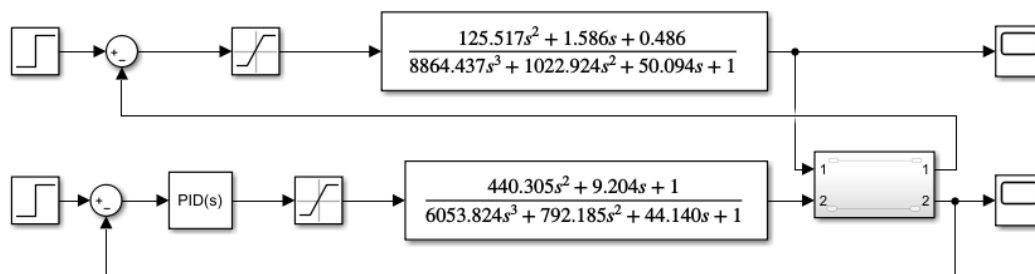 +
−
125.517s² + 1.586s + 0.486
8864.437s³ + 1022.924s² + 50.094s + 1
1 1
2 2
+
−
PID(s)
440.305s² + 9.204s + 1
6053.824s³ + 792.185s² + 44.140s + 1